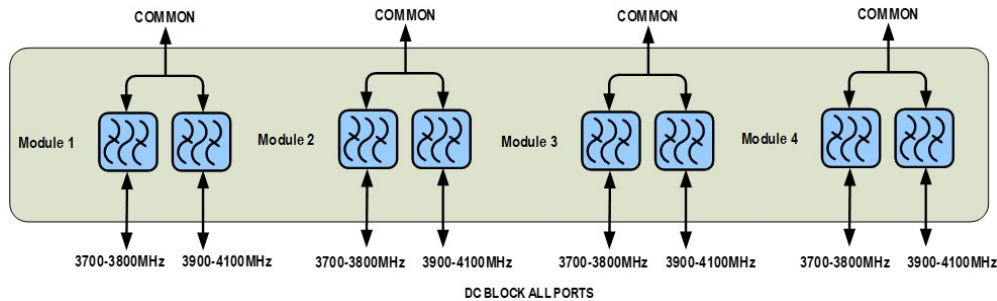 COMMON COMMON COMMON COMMON
Module 1 Module 2 Module 3 Module 4
3700-3800MHz 3900-4100MHz 3700-3800MHz 3900-4100MHz 3700-3800MHz 3900-4100MHz 3700-3800MHz 3900-4100MHz
DC BLOCK ALL PORTS